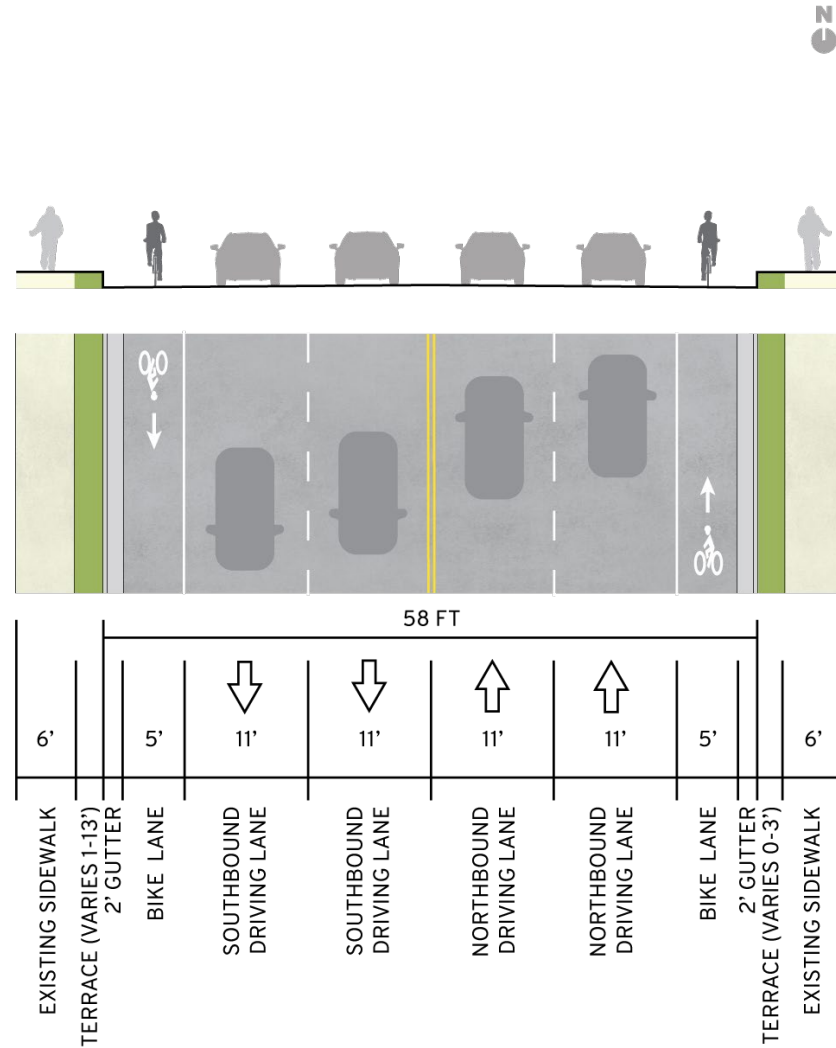 N
58 FT
6’
5’
11’
11’
11’
11’
5’
6’
EXISTING SIDEWALK
TERRACE (VARIES 1-13’)
2’ GUTTER
BIKE LANE
SOUTHBOUND
DRIVING LANE
SOUTHBOUND
DRIVING LANE
NORTHBOUND
DRIVING LANE
NORTHBOUND
DRIVING LANE
BIKE LANE
2’ GUTTER
TERRACE (VARIES 0-3’)
EXISTING SIDEWALK